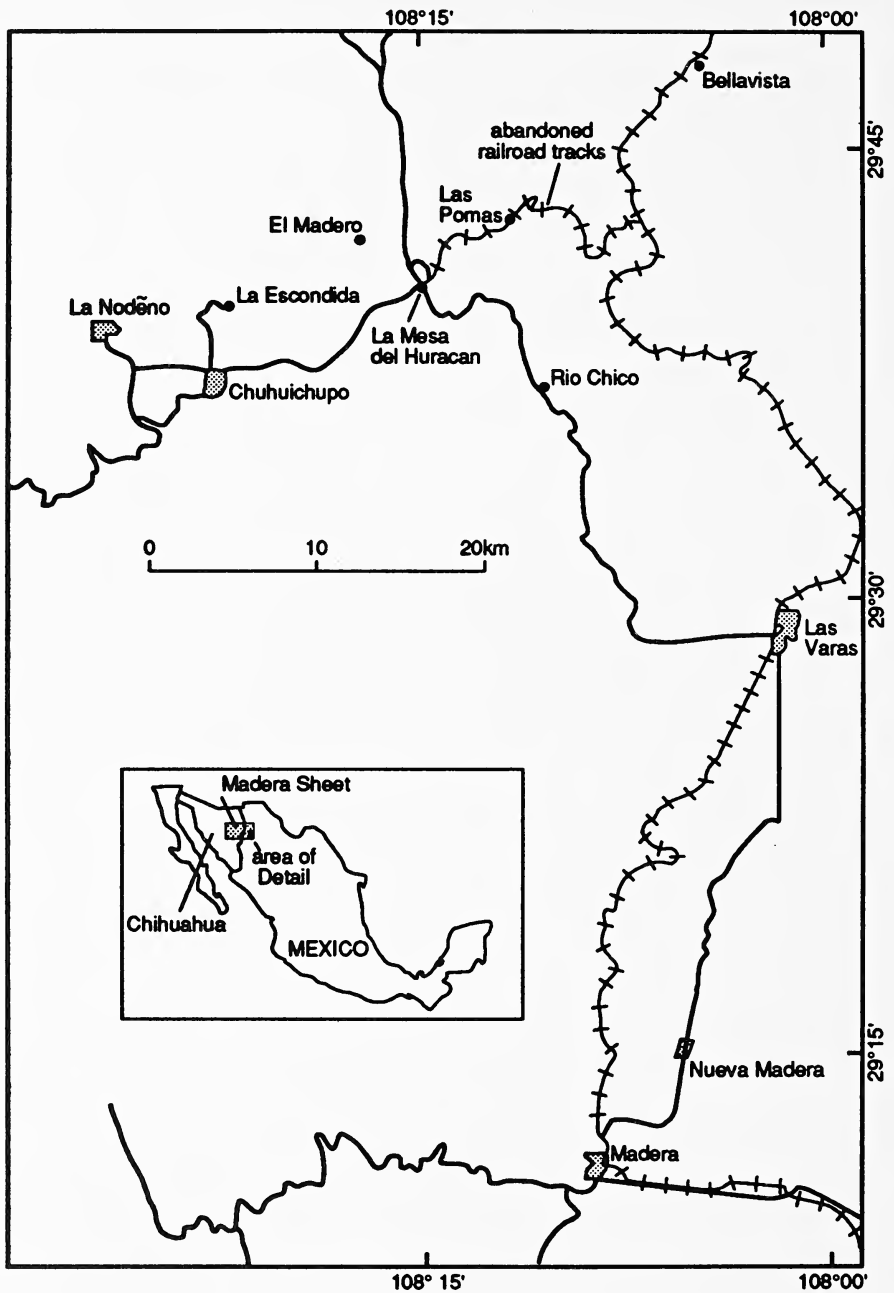 108°15'
108°00'
Bellavista
29°45'
abandoned
railroad tracks
Las
Pomas
El Madero
La Escondida
La Nodẽno
La Mesa
del Huracan
Chuhuichupo
Rio Chico
0 10 20km
29°30'
Las
Varas
Madera Sheet
area of
Detail
Chihuahua
MEXICO
29°15'
Nueva Madera
Madera
108° 15'
108°00'